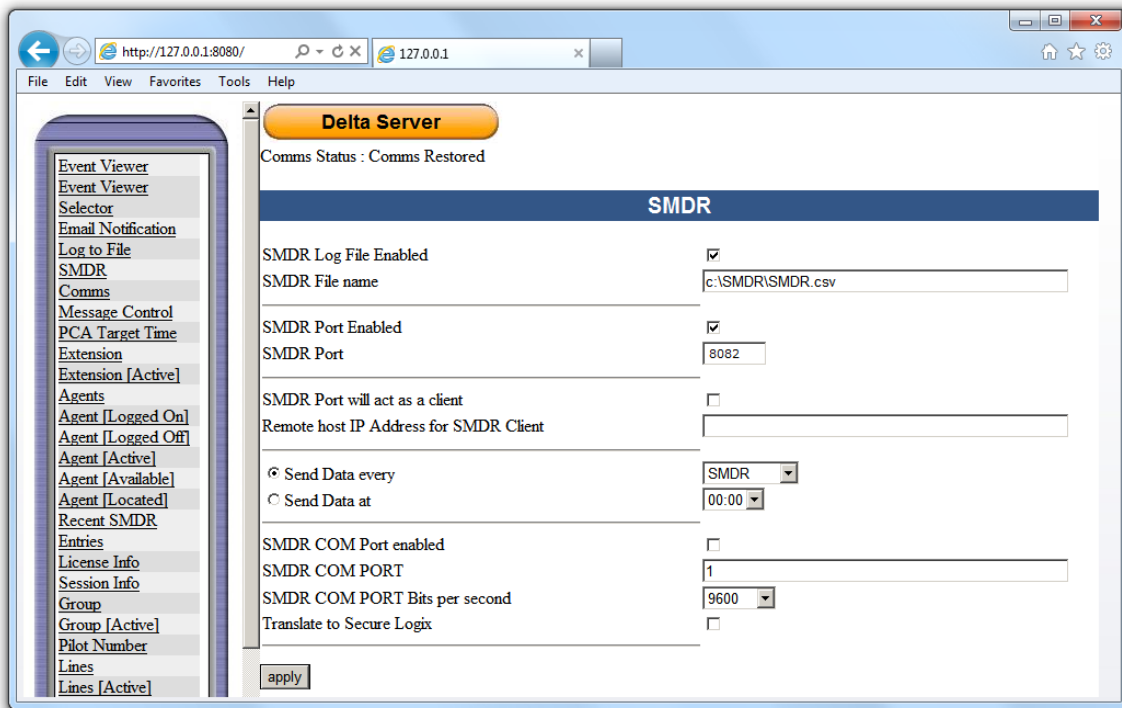 http://127.0.0.1:8080/
127.0.0.1
File Edit View Favorites Tools Help
Event Viewer
Event Viewer
Selector
Email Notification
Log to File
SMDR
Comms
Message Control
PCA Target Time
Extension
Extension [Active]
Agents
Agent [Logged On]
Agent [Logged Off]
Agent [Active]
Agent [Available]
Agent [Located]
Recent SMDR
Entries
License Info
Session Info
Group
Group [Active]
Pilot Number
Lines
Lines [Active]
Delta Server
Comms Status : Comms Restored
SMDR
SMDR Log File Enabled
SMDR File name c:\SMDR\SMDR.csv
SMDR Port Enabled
SMDR Port 8082
SMDR Port will act as a client
Remote host IP Address for SMDR Client
Send Data every SMDR
Send Data at 00:00
SMDR COM Port enabled
SMDR COM PORT 1
SMDR COM PORT Bits per second 9600
Translate to Secure Logix
apply